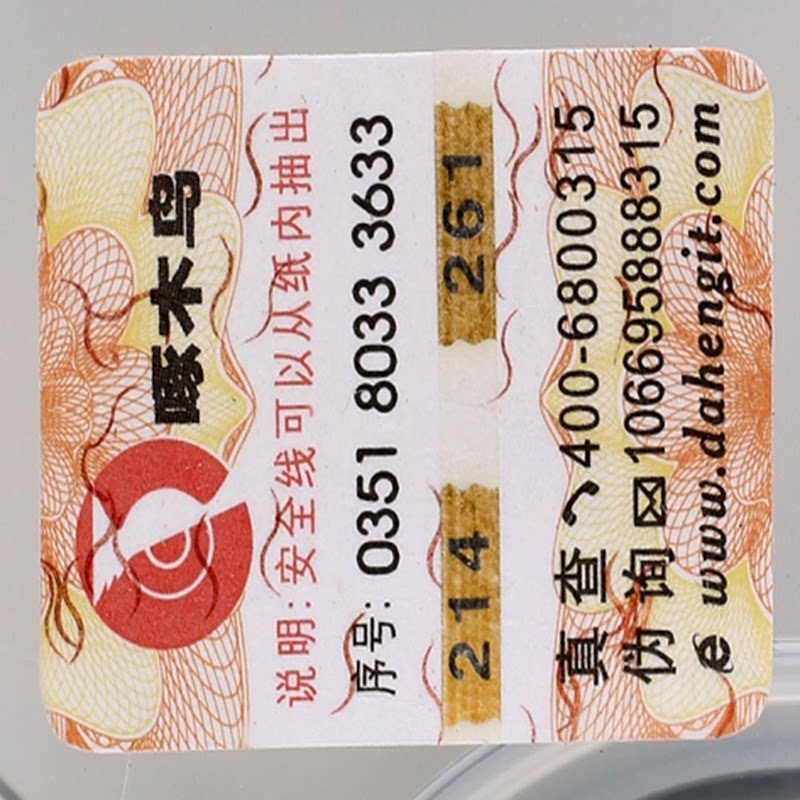 啄木鸟
说明:安全线可以从纸内抽出
序号: 0351 8033 3633
214 261
真查 400-6800315
伪询 106695888315
www.dahengit.com